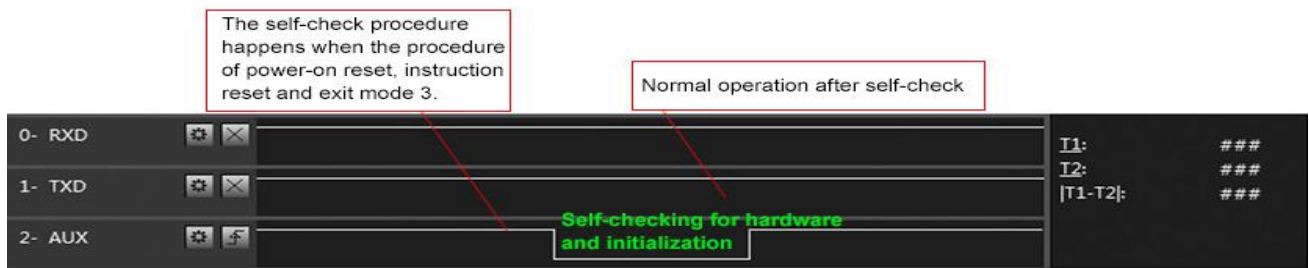 The self-check procedure
happens when the procedure
of power-on reset, instruction
reset and exit mode 3.
Normal operation after self-check
0- RXD
T1: ###
T2: ###
1- TXD
|T1-T2|: ###
Self-checking for hardware
and initialization
2- AUX